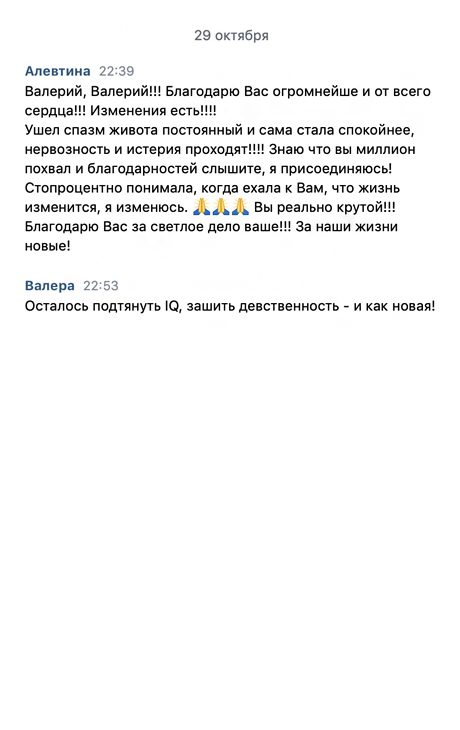 29 октября
Алевтина 22:39
Валерий, Валерий!!! Благодарю Вас огромнейше и от всего
сердца!!! Изменения есть!!!!
Ушел спазм живота постоянный и сама стала спокойнее,
нервозность и истерия проходят!!!! Знаю что вы миллион
похвал и благодарностей слышите, я присоединяюсь!
Стопроцентно понимала, когда ехала к Вам, что жизнь
изменится, я изменюсь. 🙏🙏🙏 Вы реально крутой!!!
Благодарю Вас за светлое дело ваше!!! За наши жизни
новые!
Валера 22:53
Осталось подтянуть IQ, зашить девственность - и как новая!